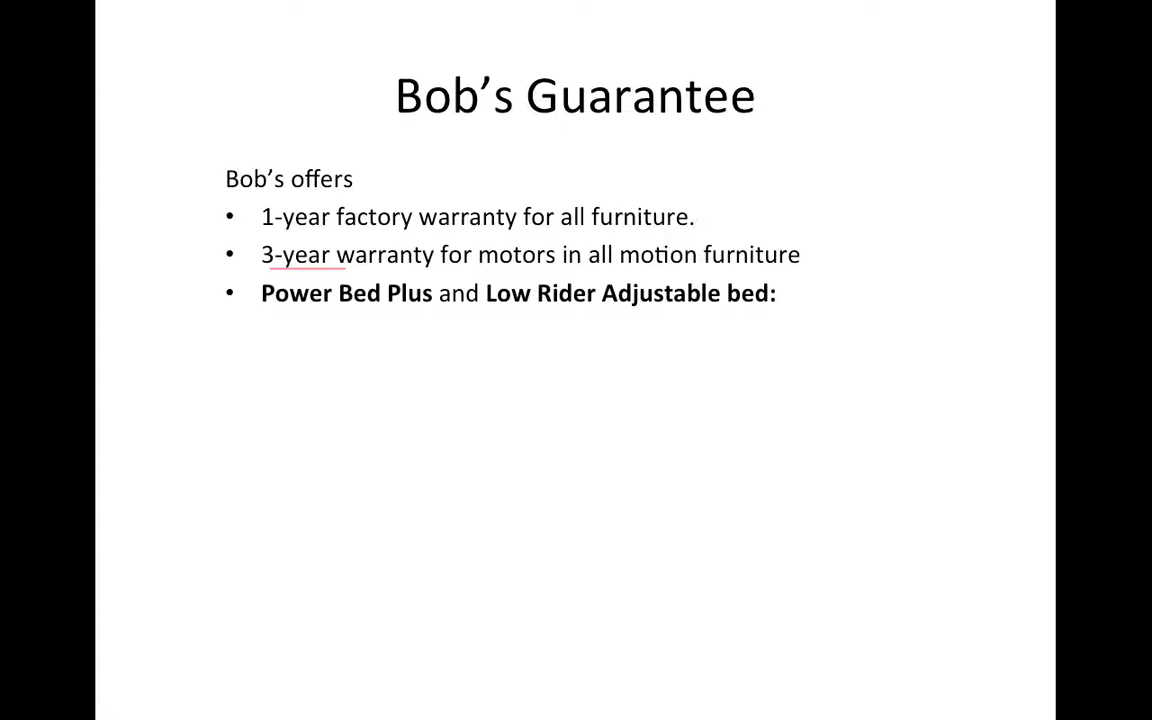 Bob’s Guarantee
Bob’s offers
• 1-year factory warranty for all furniture.
• 3-year warranty for motors in all motion furniture
• Power Bed Plus and Low Rider Adjustable bed: